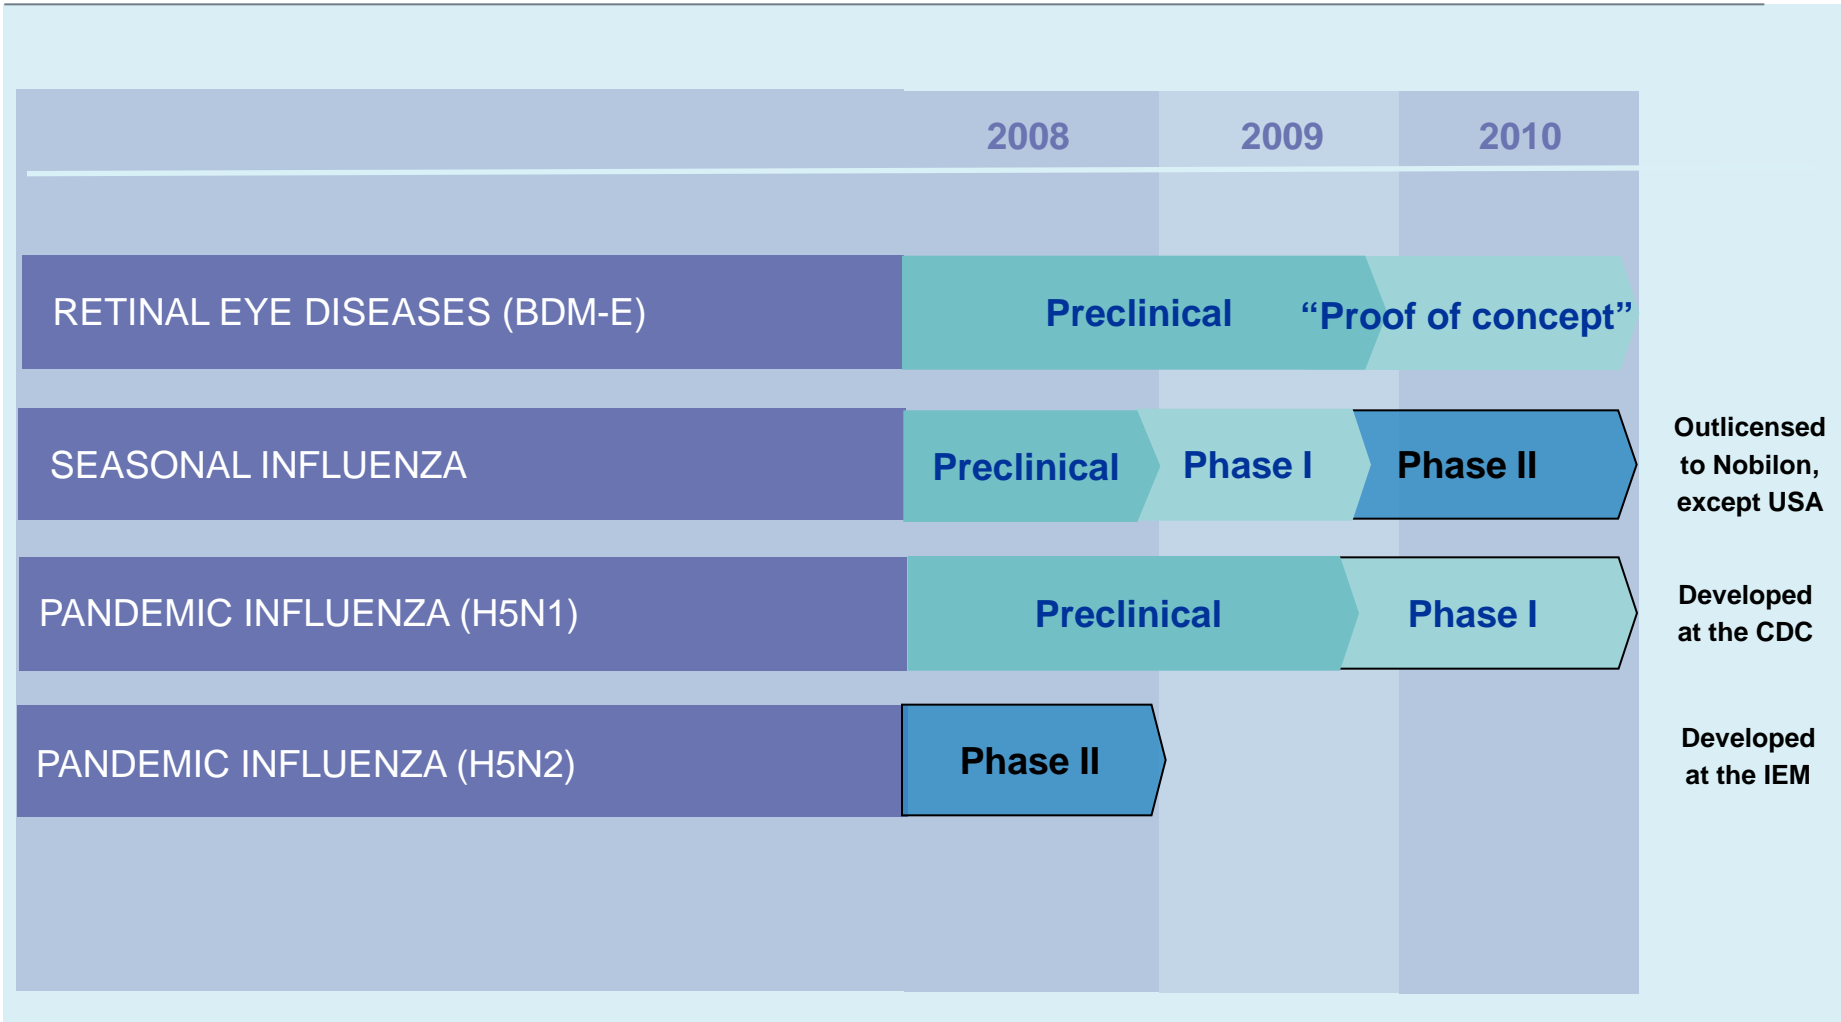 2008 2009 2010
RETINAL EYE DISEASES (BDM-E) Preclinical “Proof of concept”
SEASONAL INFLUENZA Preclinical Phase I Phase II
Outlicensed
to Nobilon,
except USA
PANDEMIC INFLUENZA (H5N1) Preclinical Phase I
Developed
at the CDC
PANDEMIC INFLUENZA (H5N2) Phase II
Developed
at the IEM